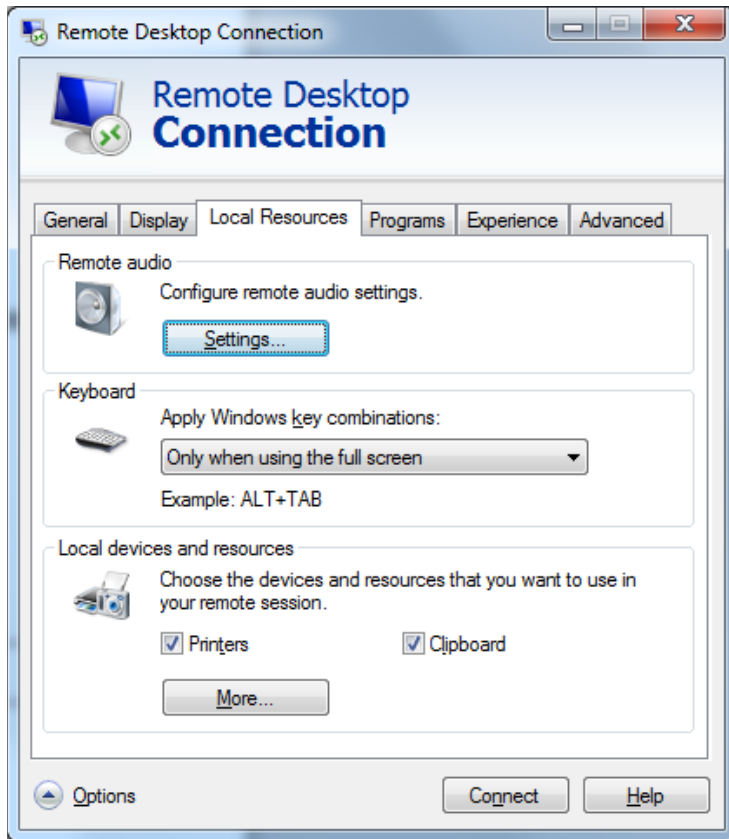 Remote Desktop Connection
Remote Desktop
Connection
General Display Local Resources Programs Experience Advanced
Remote audio
Configure remote audio settings.
Settings...
Keyboard
Apply Windows key combinations:
Only when using the full screen
Example: ALT+TAB
Local devices and resources
Choose the devices and resources that you want to use in
your remote session.
Printers Clipboard
More...
Options Connect Help